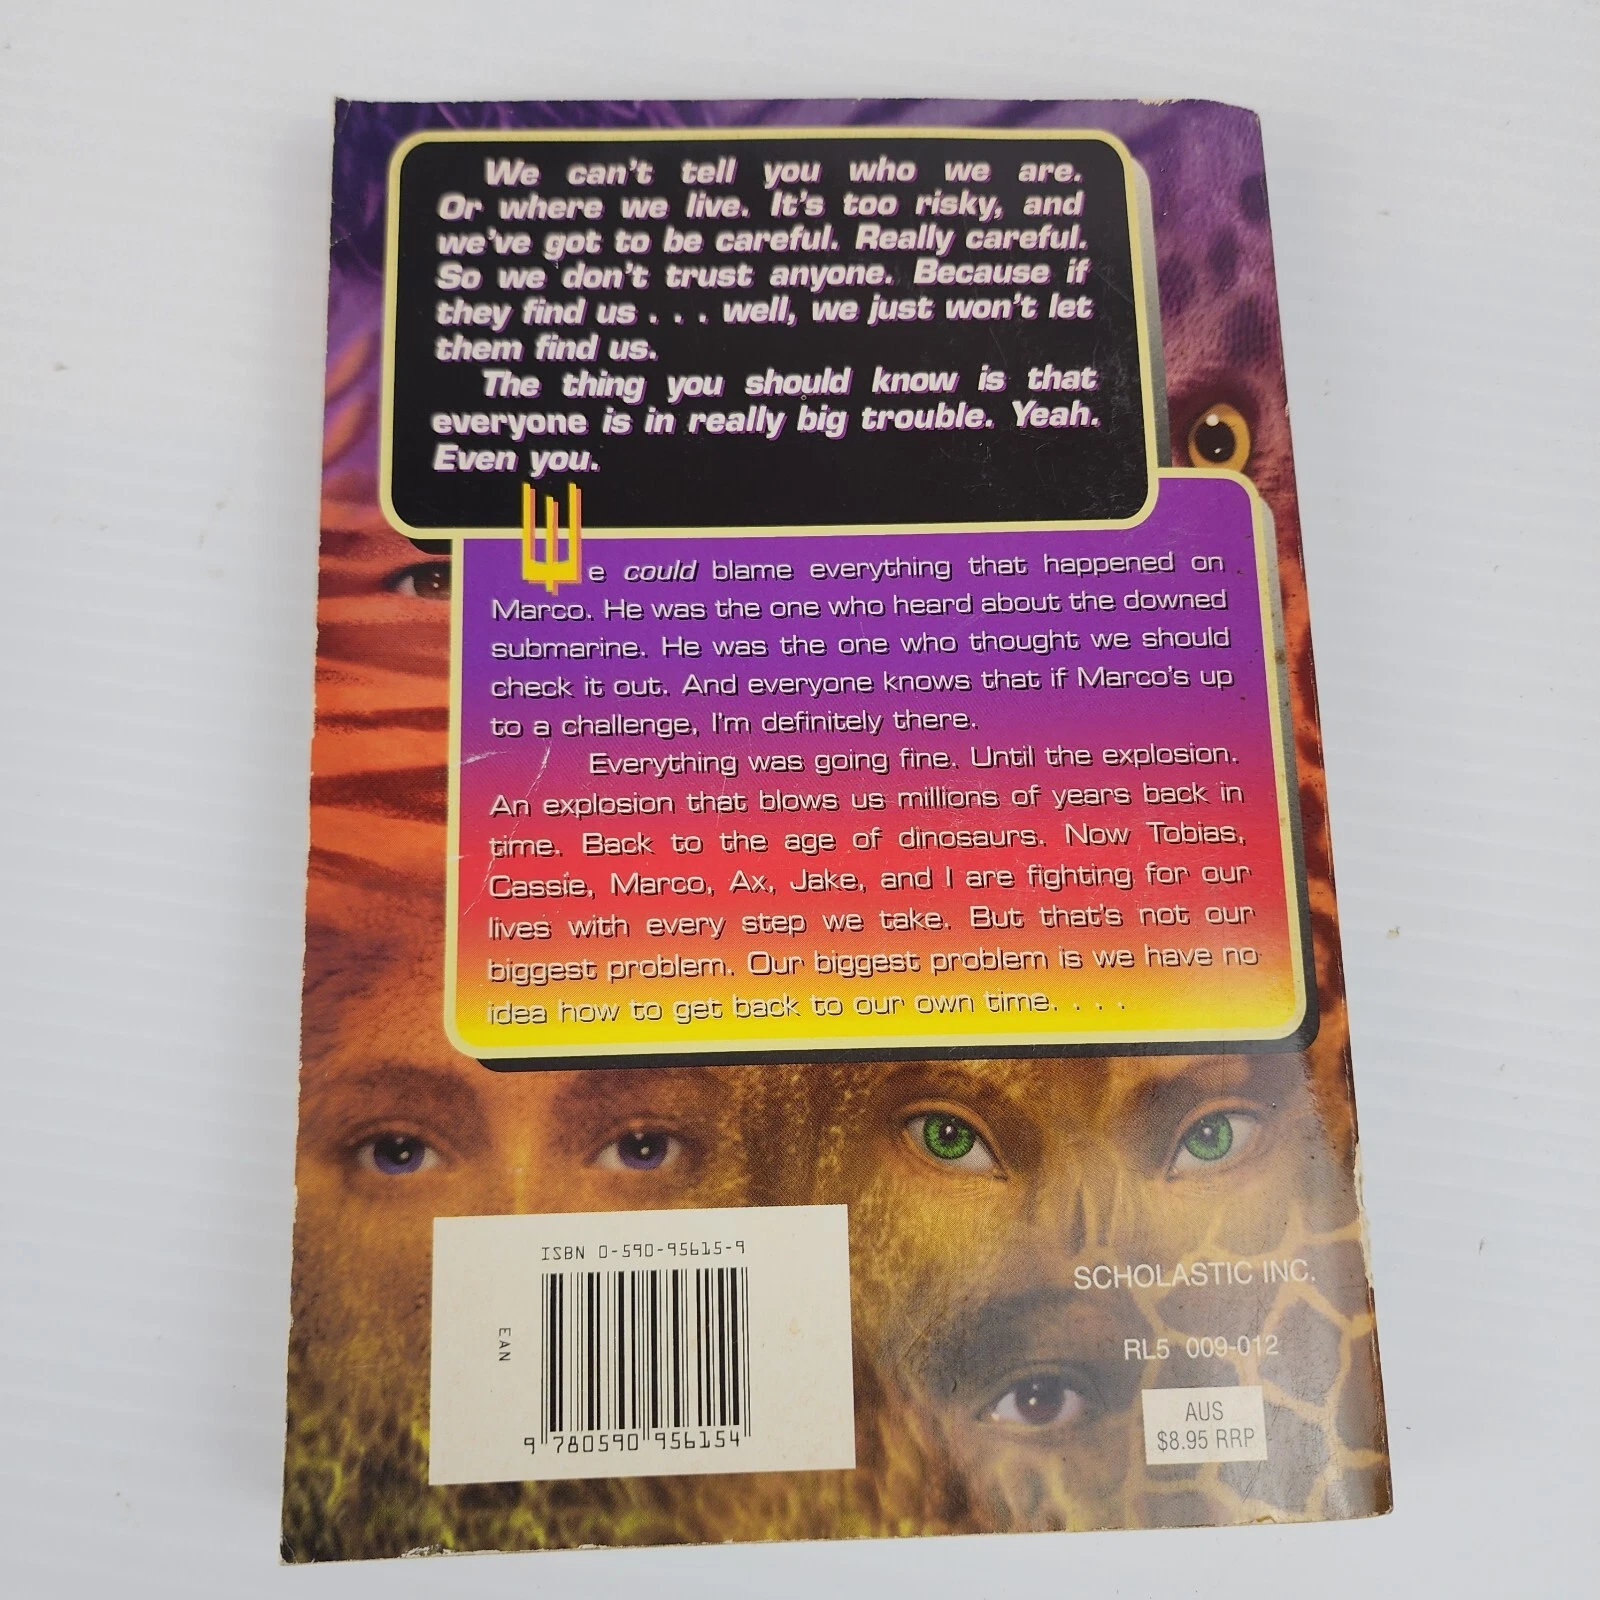 We can't tell you who we are.
Or where we live. It's too risky, and
we've got to be careful. Really careful.
So we don't trust anyone. Because if
they find us . . . well, we just won't let
them find us.
The thing you should know is that
everyone is in really big trouble. Yeah.
Even you.
We could blame everything that happened on
Marco. He was the one who heard about the downed
submarine. He was the one who thought we should
check it out. And everyone knows that if Marco's up
to a challenge, I'm definitely there.
Everything was going fine. Until the explosion.
An explosion that blows us millions of years back in
time. Back to the age of dinosaurs. Now Tobias,
Cassie, Marco, Ax, Jake, and I are fighting for our
lives with every step we take. But that's not our
biggest problem. Our biggest problem is we have no
idea how to get back to our own time. . . .
ISBN 0-590-95615-9
EAN
9 780590 956154
SCHOLASTIC INC.
RL5 009-012
AUS
$8.95 RRP